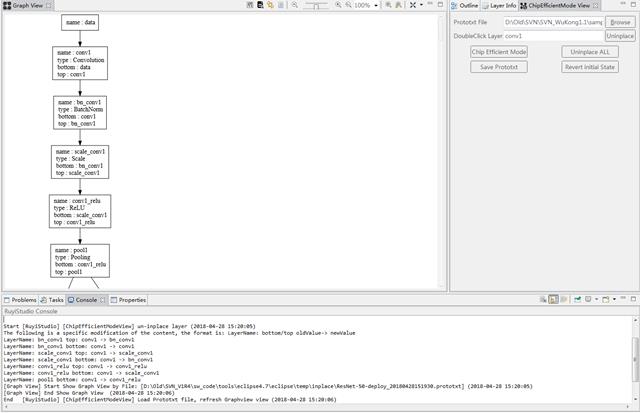 Graph View
100%
name : data
name : conv1
type : Convolution
bottom : data
top : conv1
name : bn_conv1
type : BatchNorm
bottom : conv1
top : bn_conv1
name : scale_conv1
type : Scale
bottom : bn_conv1
top : scale_conv1
name : conv1_relu
type : ReLU
bottom : scale_conv1
top : conv1_relu
name : pool1
type : Pooling
bottom : conv1_relu
top : pool1
Outline Layer Info ChipEfficientMode View
Prototxt File D:\Old\SVN\SVN_WuKong1.1\samp Browse
DoubleClick Layer conv1 Uninplace
Chip Efficient Mode Uninplace ALL
Save Prototxt Revert Initial State
Problems Tasks Console Properties
RuyiStudio Console
Start [RuyiStudio] [ChipEfficientModeView] un-inplace layer (2018-04-28 15:20:05)
The following is a specific modification of the content, the format is: LayerName: bottom/top oldValue-> newValue
LayerName: bn_conv1 top: conv1 -> bn_conv1
LayerName: scale_conv1 bottom: conv1 -> bn_conv1
LayerName: scale_conv1 top: conv1 -> scale_conv1
LayerName: conv1_relu bottom: conv1 -> scale_conv1
LayerName: conv1_relu top: conv1 -> conv1_relu
LayerName: pool1 bottom: conv1 -> conv1_relu
[Graph View] Start Show Graph View by File: [D:\Old\SVN_V1R4\sw_code\tools\eclipse4.7\eclipse\temp\inplace\ResNet-50-deploy_20180428151930.prototxt] (2018-04-28 15:20:05)
[Graph View] End Show Graph View (2018-04-28 15:20:06)
End [RuyiStudio] [ChipEfficientModeView] Load Prototxt file, refresh Graphview view (2018-04-28 15:20:06)